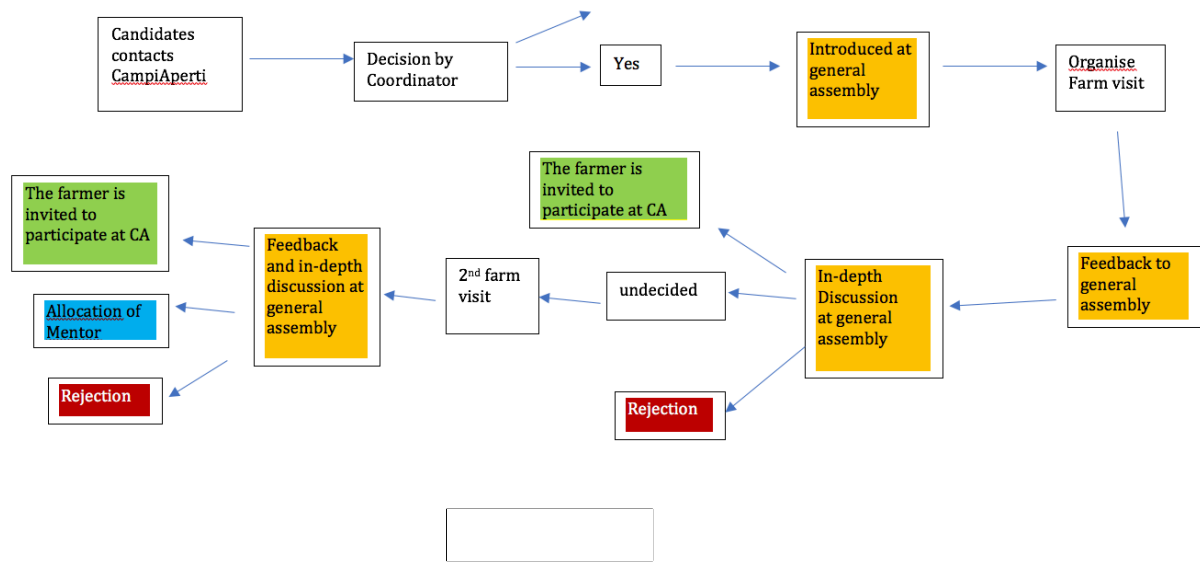 Candidates
contacts
CampiAperti
Decision by
Coordinator
Yes
Introduced at
general
assembly
Organise
Farm visit
Feedback to
general
assembly
In-depth
Discussion
at general
assembly
The farmer is
invited to
participate at CA
undecided
Rejection
2nd farm
visit
Feedback
and in-depth
discussion at
general
assembly
The farmer is
invited to
participate at CA
Allocation of
Mentor
Rejection